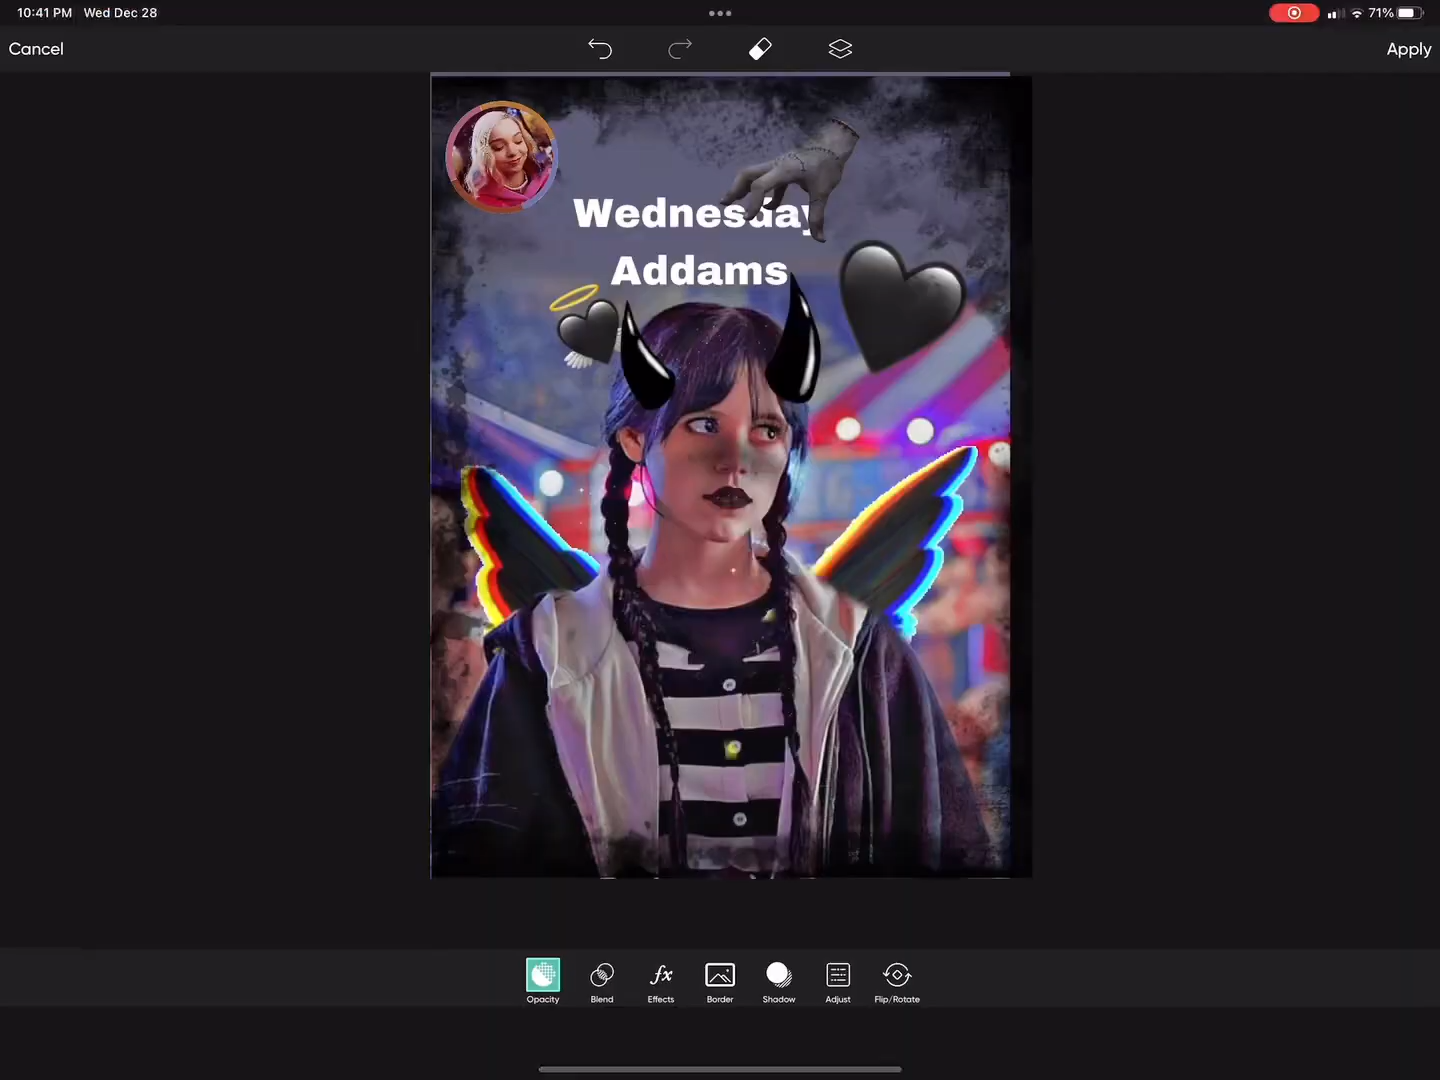 10:41 PM Wed Dec 28
71%
Cancel
Apply
Wednesday
Addams
Opacity
Blend
fx
Effects
Border
Shadow
Adjust
Flip/Rotate